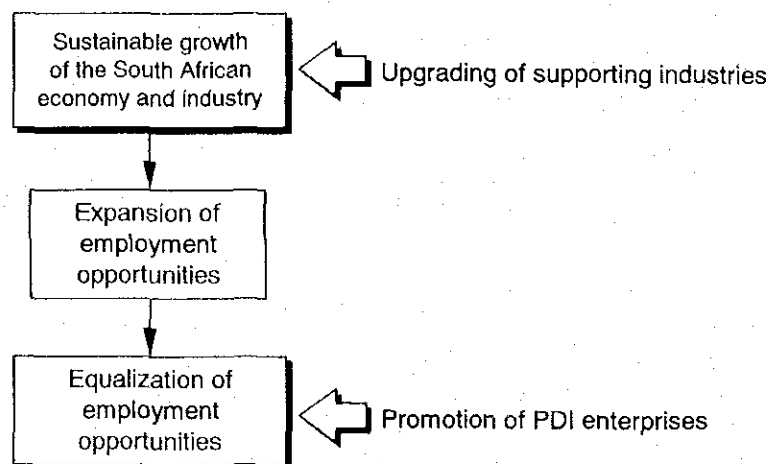 Sustainable growth
of the South African
economy and industry
Upgrading of supporting industries
Expansion of
employment
opportunities
Equalization of
employment
opportunities
Promotion of PDI enterprises